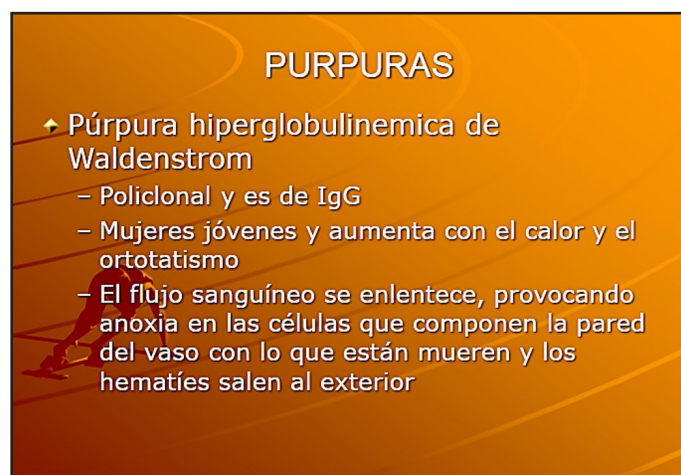 PURPURAS
Púrpura hiperglobulinemica de
Waldenstrom
– Policlonal y es de IgG
– Mujeres jóvenes y aumenta con el calor y el
ortotatismo
– El flujo sanguíneo se enlentece, provocando
anoxia en las células que componen la pared
del vaso con lo que están mueren y los
hematíes salen al exterior